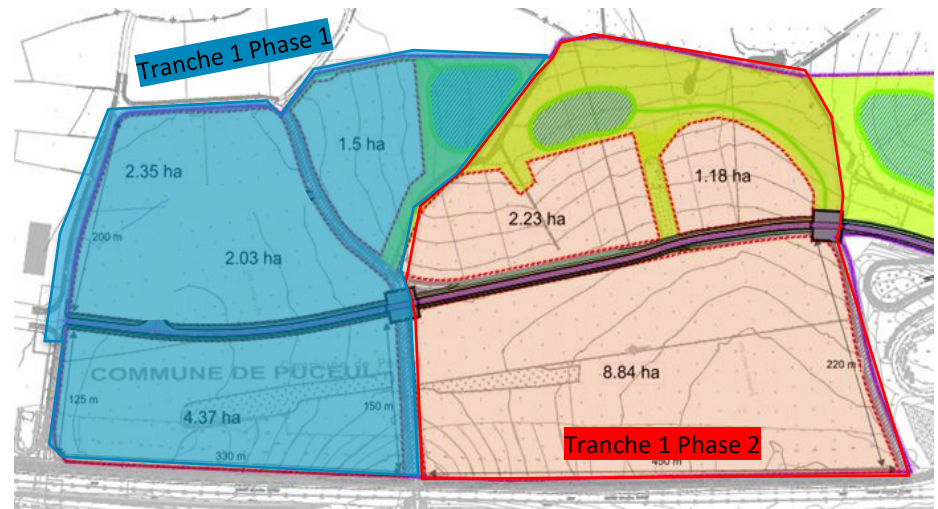 Tranche 1 Phase 1
1.5 ha
2.35 ha
1.18 ha
2.23 ha
200 m
2.03 ha
COMMUNE DE PUCEUL
8.84 ha
220 m
125 m
150 m
4.37 ha
Tranche 1 Phase 2
330 m
450 m